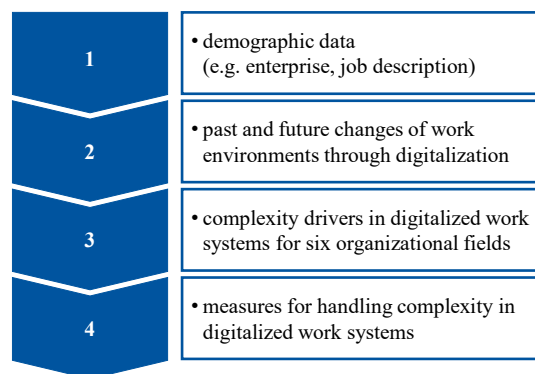 1
• demographic data
(e.g. enterprise, job description)
2
• past and future changes of work
environments through digitalization
3
• complexity drivers in digitalized work
systems for six organizational fields
4
• measures for handling complexity in
digitalized work systems